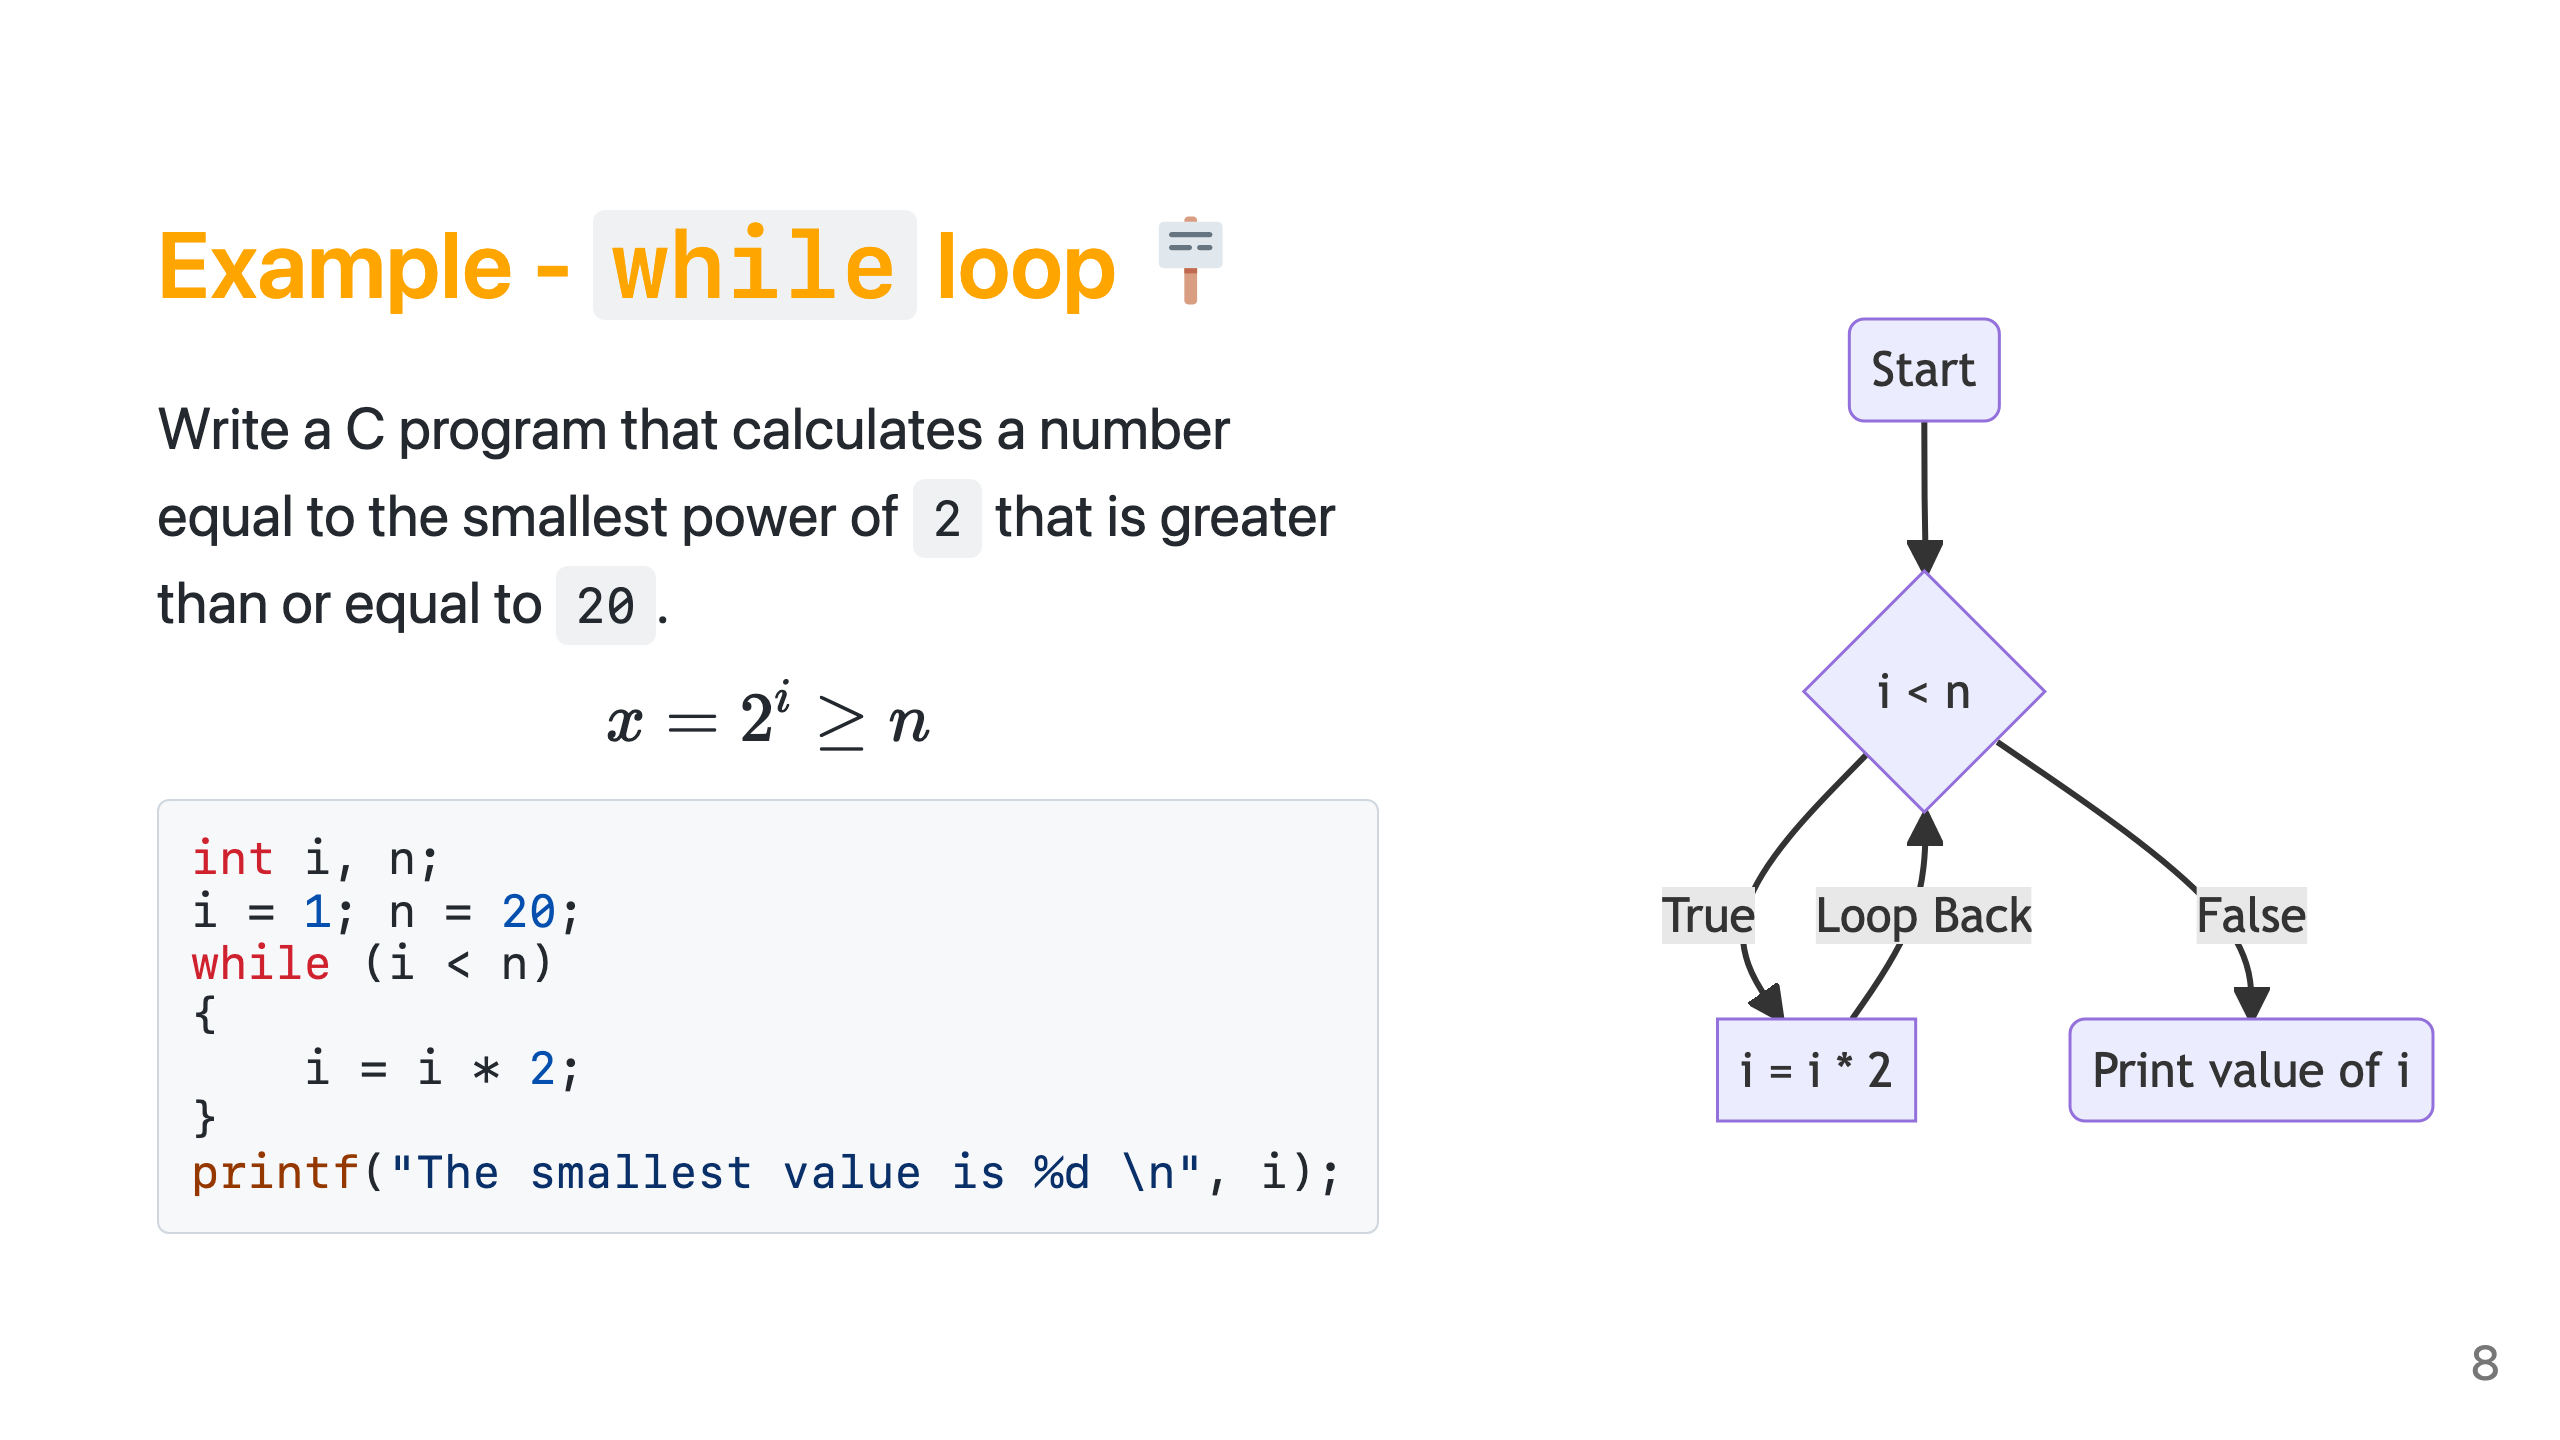 Example - while loop
Write a C program that calculates a number
equal to the smallest power of 2 that is greater
than or equal to 20 .
x = 2^i ≥ n
int i, n;
i = 1; n = 20;
while (i < n)
{
    i = i * 2;
}
printf("The smallest value is %d \n", i);
Start
i < n
True
Loop Back
False
i = i * 2
Print value of i
8